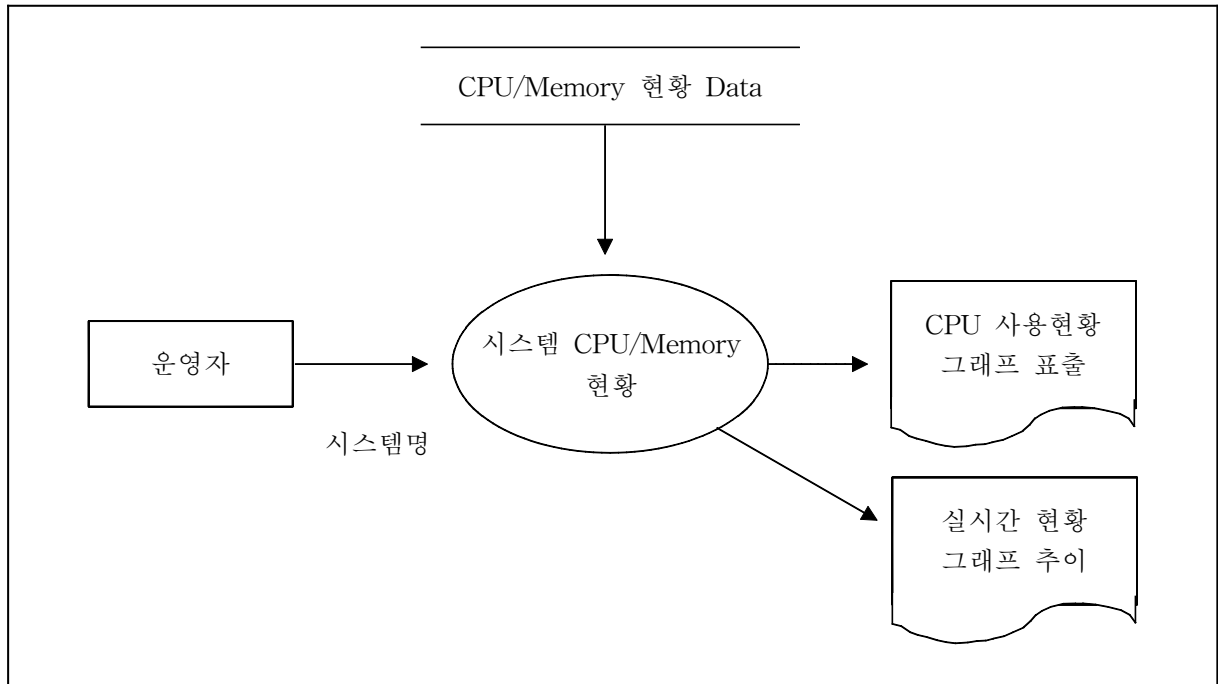 CPU/Memory 현황 Data
운영자
시스템명
시스템 CPU/Memory
현황
CPU 사용현황
그래프 표출
실시간 현황
그래프 추이